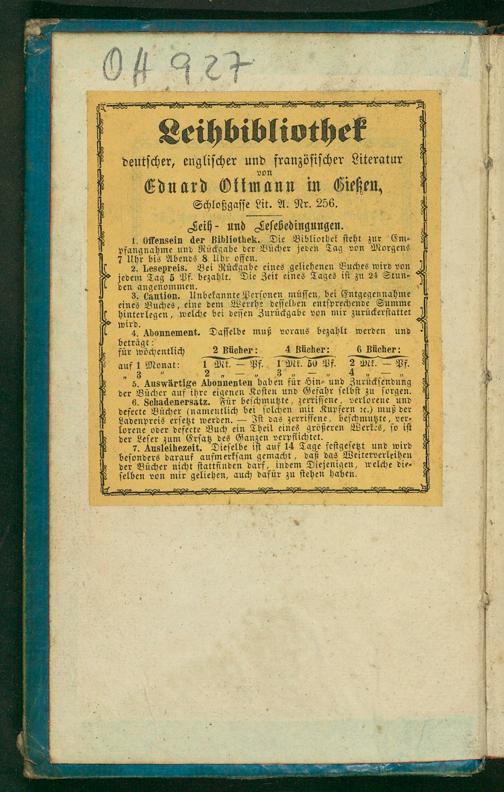 OH 927
Leihbibliothek
deutscher, englischer und französischer Literatur
von
Eduard Ottmann in Gießen,
Schloßgasse Lit. A. Nr. 256.
Leih- und Lesebedingungen.
1. Offensein der Bibliothek. Die Bibliothek steht zur Em-
pfangnahme und Rückgabe der Bücher jeden Tag von Morgens
7 Uhr bis Abends 8 Uhr offen.
2. Lesepreis. Bei Rückgabe eines geliehenen Buches wird von
jedem Tag 5 Pf. bezahlt. Die Zeit eines Tages ist zu 24 Stun-
den angenommen.
3. Caution. Unbekannte Personen müssen, bei Entgegennahme
eines Buches, eine dem Werthe desselben entsprechende Summe
hinterlegen, welche bei dessen Zurückgabe von mir zurückerstattet
wird.
4. Abonnement. Dasselbe muß voraus bezahlt werden und
beträgt:
für wöchentlich 2 Bücher: 4 Bücher: 6 Bücher:
auf 1 Monat: 1 Mk. — Pf. 1 Mk. 50 Pf. 2 Mk. — Pf.
„ 3 „ 2 „ — „ 3 „ — „ 4 „ — „
5. Auswärtige Abonnenten haben für Hin- und Zurücksendung
der Bücher auf ihre eigenen Kosten und Gefahr selbst zu sorgen.
6. Schadenersatz. Für beschmutzte, zerrissene, verlorene und
defecte Bücher (namentlich bei solchen mit Kupfern ꝛc.) muß der
Ladenpreis ersetzt werden. — Ist das zerrissene, beschmutzte, ver-
lorene oder defecte Buch ein Theil eines größeren Werkes, so ist
der Leser zum Ersatz des Ganzen verpflichtet.
7. Ausleihezeit. Dieselbe ist auf 14 Tage festgesetzt und wird
besonders darauf aufmerksam gemacht, daß das Weiterverleihen
der Bücher nicht stattfinden darf, indem Diejenigen, welche die-
selben von mir geliehen, auch dafür zu stehen haben.